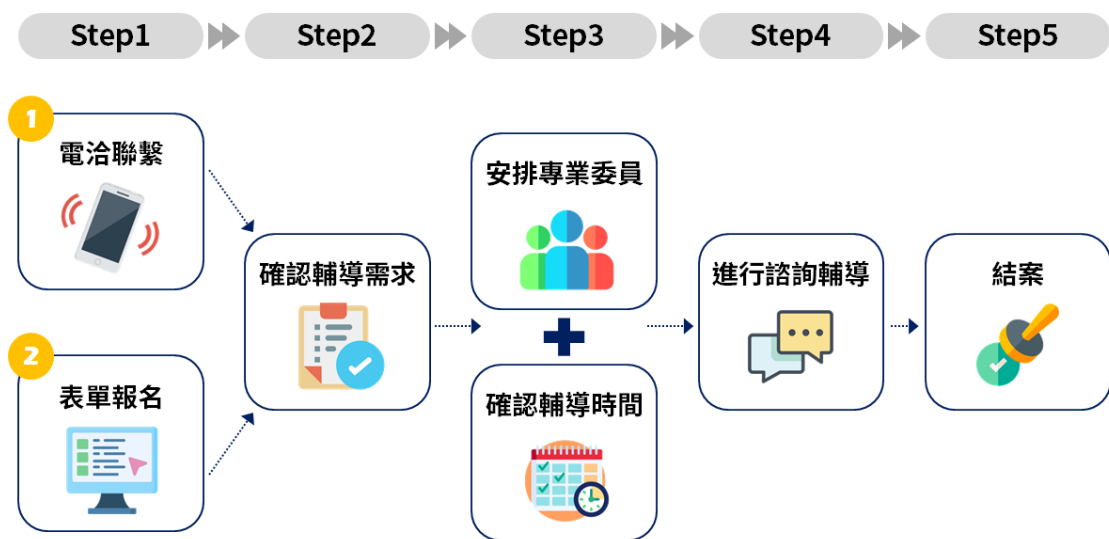 Step1
Step2
Step3
Step4
Step5
1
電洽聯繫
2
表單報名
確認輔導需求
安排專業委員
確認輔導時間
進行諮詢輔導
結案